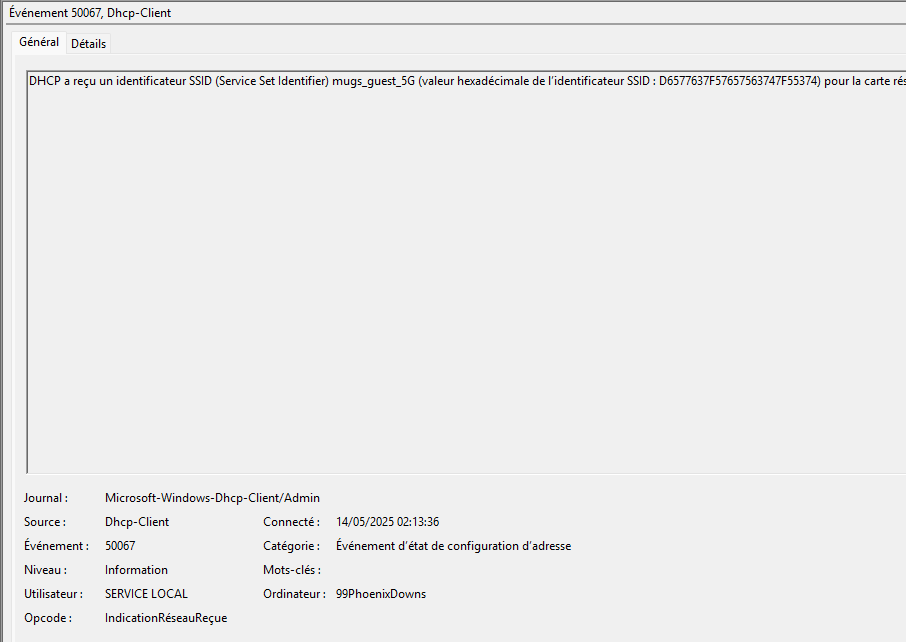 Événement 50067, Dhcp-Client
Général Détails
DHCP a reçu un identificateur SSID (Service Set Identifier) mugs_guest_5G (valeur hexadécimale de l'identificateur SSID : D6577637F57657563747F55374) pour la carte rés
Journal : Microsoft-Windows-Dhcp-Client/Admin
Source : Dhcp-Client Connecté : 14/05/2025 02:13:36
Événement : 50067 Catégorie : Événement d'état de configuration d'adresse
Niveau : Information Mots-clés :
Utilisateur : SERVICE LOCAL Ordinateur : 99PhoenixDowns
Opcode : IndicationRéseauReçue